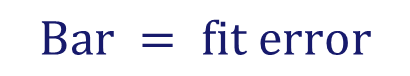 Bar = fit error